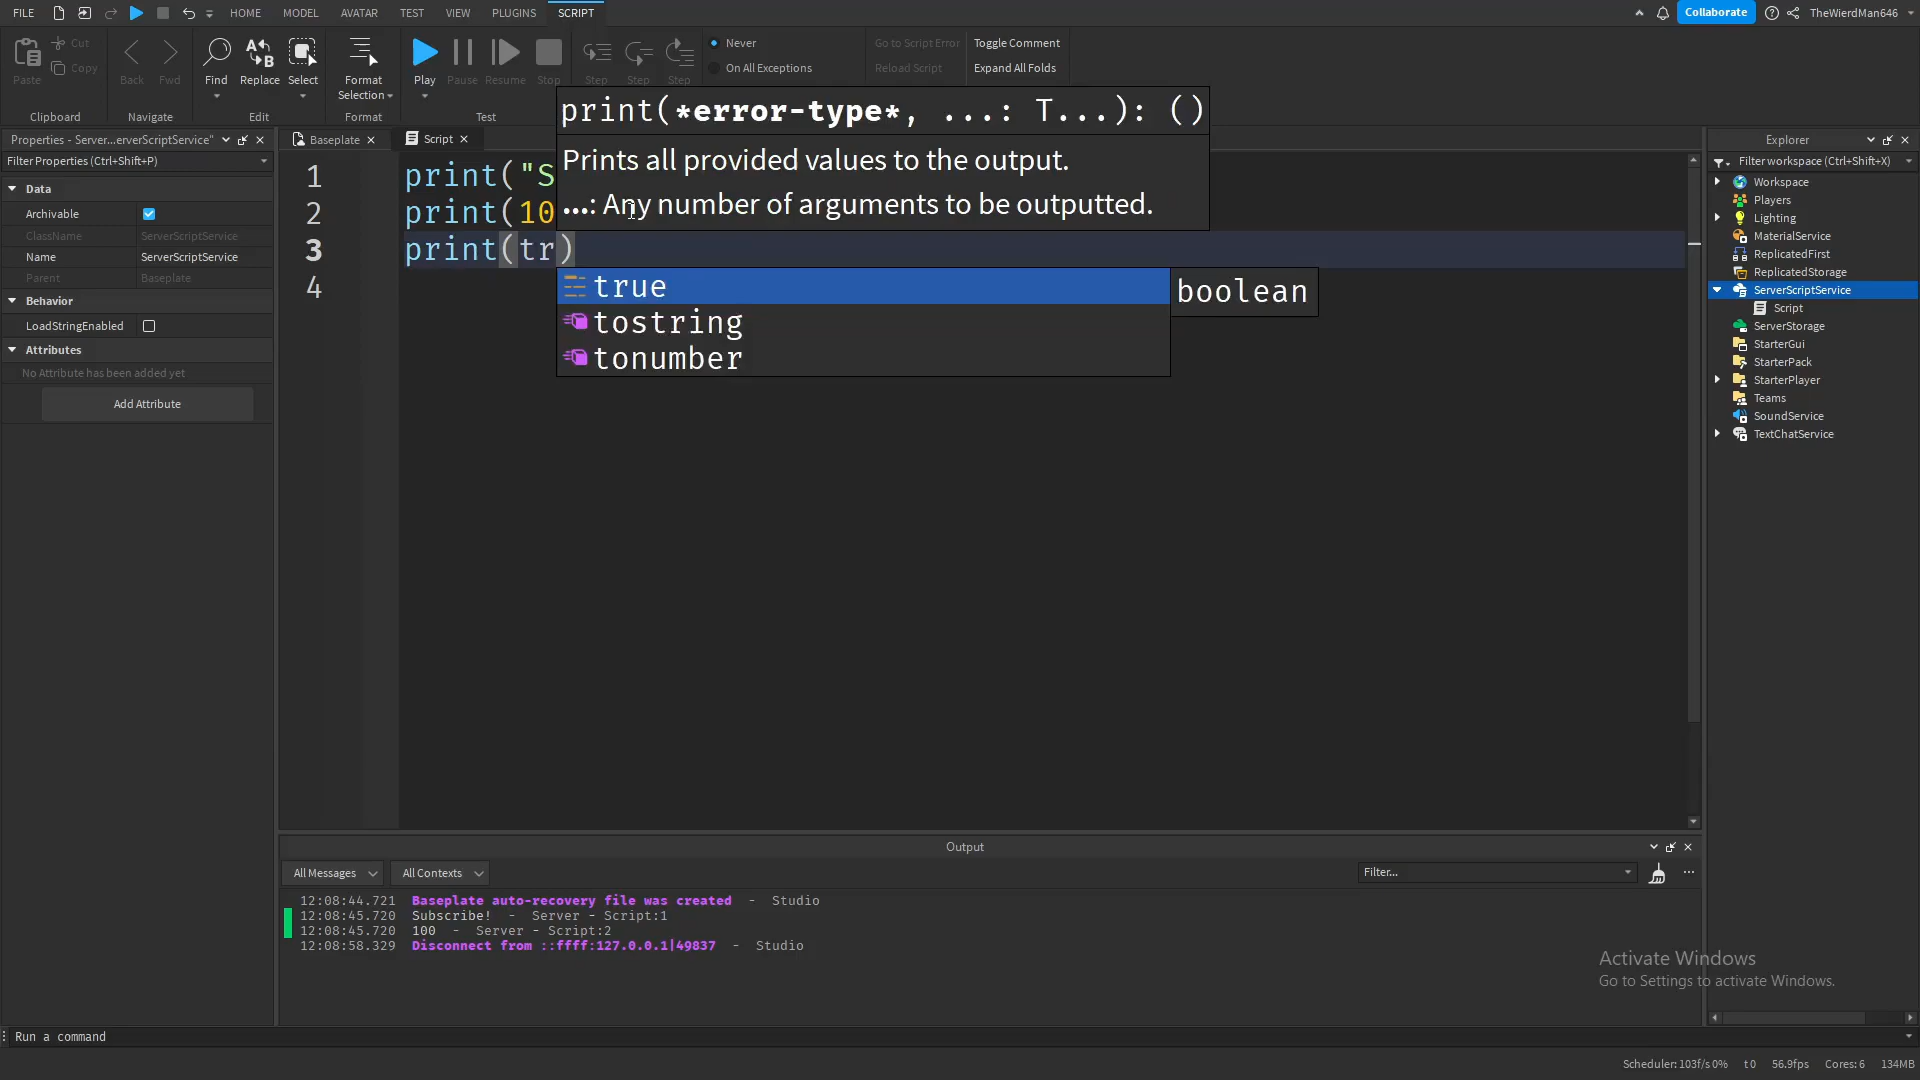 FILE HOME MODEL AVATAR TEST VIEW PLUGINS SCRIPT Collaborate TheWierdMan646
Paste Cut Copy Back Fwd Find Replace Select Format Selection Play Pause Resume Stop Step Step Step
Never Go to Script Error Toggle Comment
On All Exceptions Reload Script Expand All Folds
Clipboard Navigate Edit Format Test
Properties - Server...erverScriptService"
Filter Properties (Ctrl+Shift+P)
Data
Archivable
ClassName ServerScriptService
Name ServerScriptService
Parent Baseplate
Behavior
LoadStringEnabled
Attributes
No Attribute has been added yet
Add Attribute
Baseplate Script
1 print("S
2 print(10
3 print(tr)
4
print(*error-type*, ...: T...): ()
Prints all provided values to the output.
...: Any number of arguments to be outputted.
true boolean
tostring
tonumber
Explorer
Filter workspace (Ctrl+Shift+X)
Workspace
Players
Lighting
MaterialService
ReplicatedFirst
ReplicatedStorage
ServerScriptService
Script
ServerStorage
StarterGui
StarterPack
StarterPlayer
Teams
SoundService
TextChatService
Output
All Messages All Contexts Filter...
12:08:44.721 Baseplate auto-recovery file was created - Studio
12:08:45.720 Subscribe! - Server - Script:1
12:08:45.720 100 - Server - Script:2
12:08:58.329 Disconnect from ::ffff:127.0.0.1|49837 - Studio
Activate Windows
Go to Settings to activate Windows.
Run a command
Scheduler: 103f/s 0% t 0 56.9fps Cores: 6 134MB